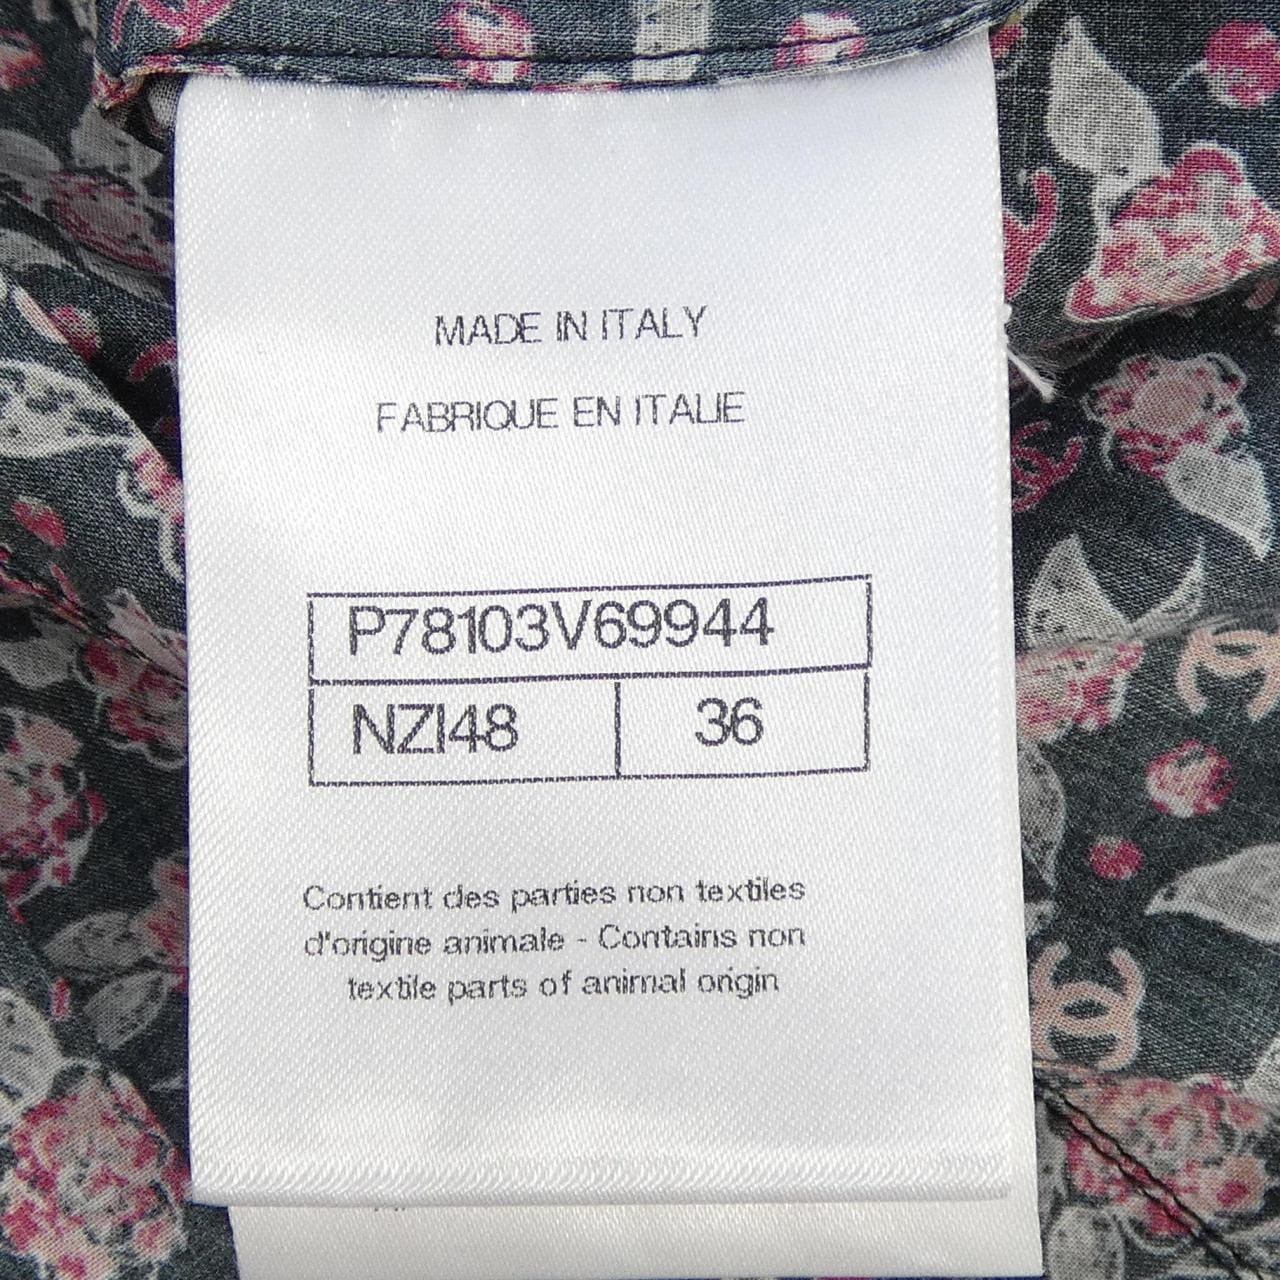 MADE IN ITALY
FABRIQUE EN ITALIE
P78103V69944
NZI48 36
Contient des parties non textiles
d'origine animale - Contains non
textile parts of animal origin